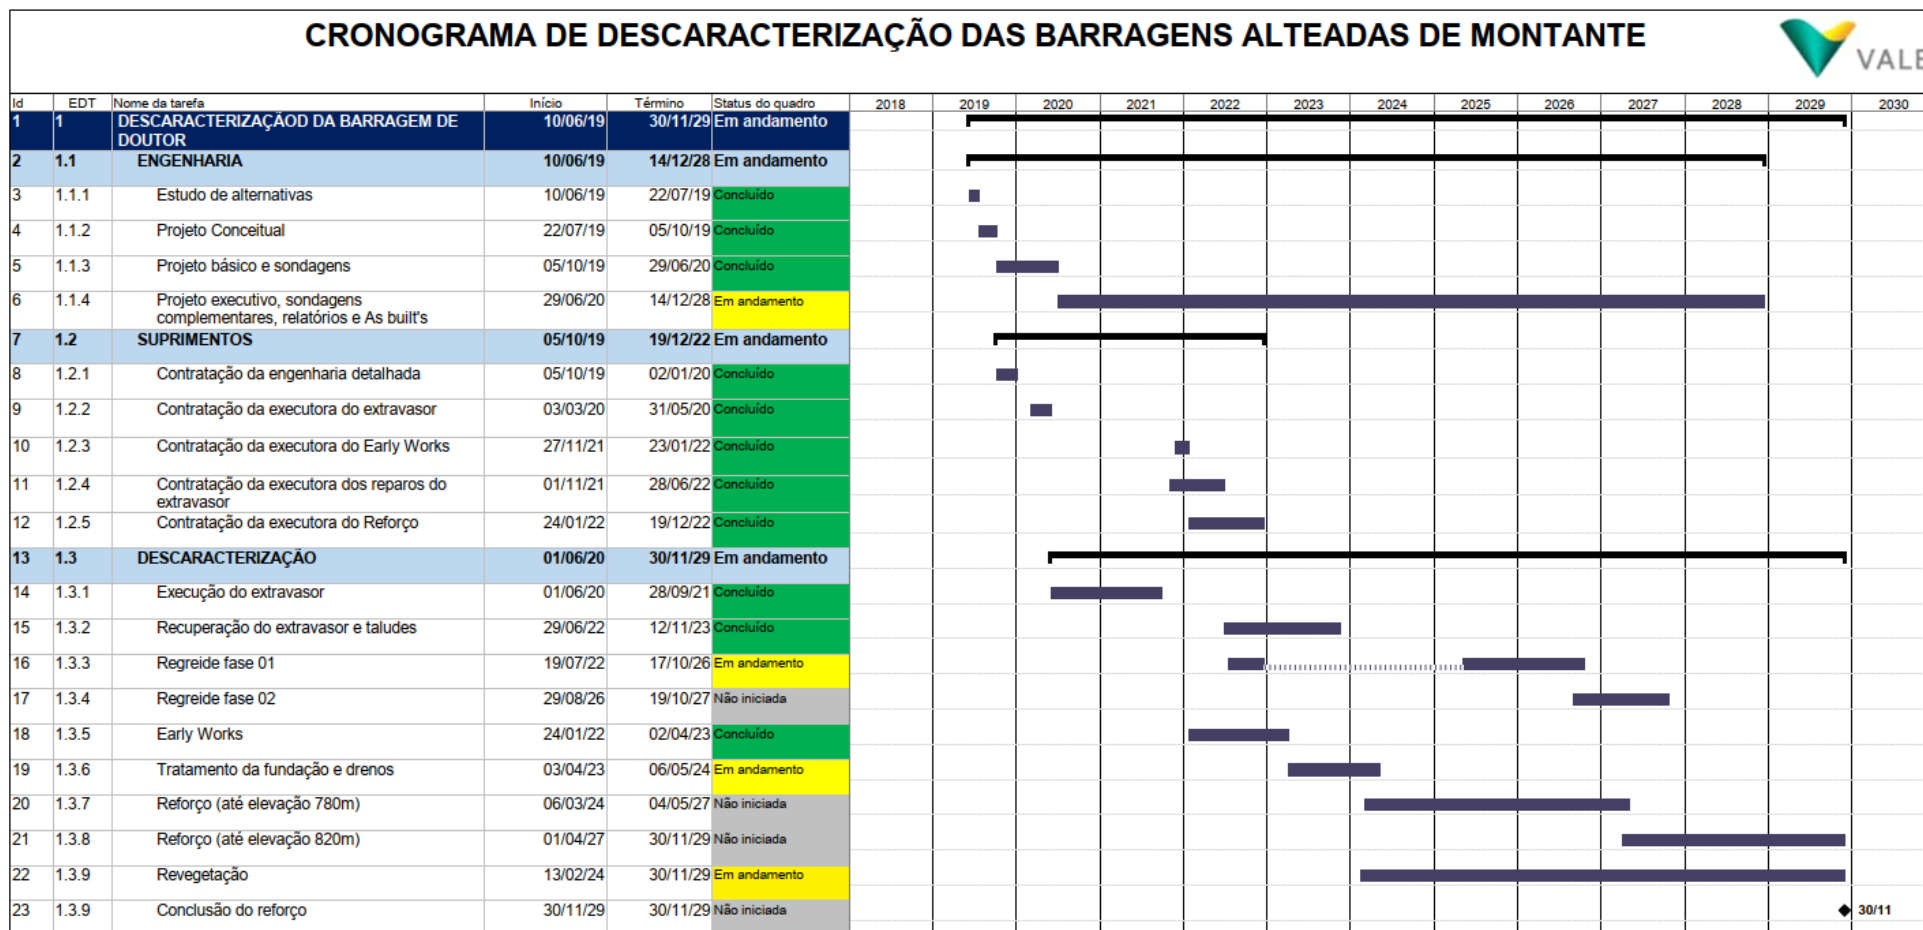 CRONOGRAMA DE DESCARACTERIZAÇÃO DAS BARRAGENS ALTEADAS DE MONTANTE
VALE
Id EDT Nome da tarefa Início Término Status do quadro 2018 2019 2020 2021 2022 2023 2024 2025 2026 2027 2028 2029 2030
1 1 DESCARACTERIZAÇÃOD DA BARRAGEM DE 10/06/19 30/11/29 Em andamento
DOUTOR
2 1.1 ENGENHARIA 10/06/19 14/12/28 Em andamento
3 1.1.1 Estudo de alternativas 10/06/19 22/07/19 Concluído
4 1.1.2 Projeto Conceitual 22/07/19 05/10/19 Concluído
5 1.1.3 Projeto básico e sondagens 05/10/19 29/06/20 Concluído
6 1.1.4 Projeto executivo, sondagens 29/06/20 14/12/28 Em andamento
complementares, relatórios e As built's
7 1.2 SUPRIMENTOS 05/10/19 19/12/22 Em andamento
8 1.2.1 Contratação da engenharia detalhada 05/10/19 02/01/20 Concluído
9 1.2.2 Contratação da executora do extravasor 03/03/20 31/05/20 Concluído
10 1.2.3 Contratação da executora do Early Works 27/11/21 23/01/22 Concluído
11 1.2.4 Contratação da executora dos reparos do 01/11/21 28/06/22 Concluído
extravasor
12 1.2.5 Contratação da executora do Reforço 24/01/22 19/12/22 Concluído
13 1.3 DESCARACTERIZAÇÃO 01/06/20 30/11/29 Em andamento
14 1.3.1 Execução do extravasor 01/06/20 28/09/21 Concluído
15 1.3.2 Recuperação do extravasor e taludes 29/06/22 12/11/23 Concluído
16 1.3.3 Regreide fase 01 19/07/22 17/10/26 Em andamento
17 1.3.4 Regreide fase 02 29/08/26 19/10/27 Não iniciada
18 1.3.5 Early Works 24/01/22 02/04/23 Concluído
19 1.3.6 Tratamento da fundação e drenos 03/04/23 06/05/24 Em andamento
20 1.3.7 Reforço (até elevação 780m) 06/03/24 04/05/27 Não iniciada
21 1.3.8 Reforço (até elevação 820m) 01/04/27 30/11/29 Não iniciada
22 1.3.9 Revegetação 13/02/24 30/11/29 Em andamento
23 1.3.9 Conclusão do reforço 30/11/29 30/11/29 Não iniciada 30/11